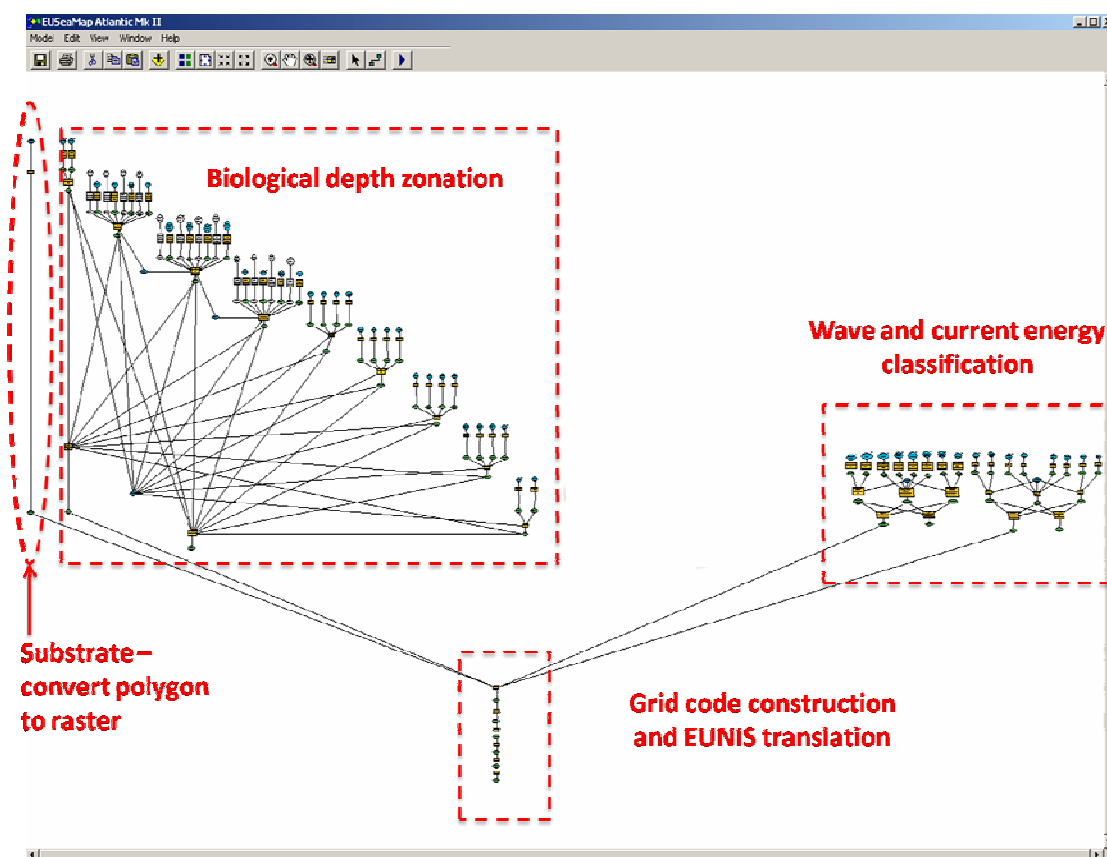 EUSeaMap Atlantic Mk II
Model Edit View Window Help
Biological depth zonation
Wave and current energy
classification
Substrate –
convert polygon
to raster
Grid code construction
and EUNIS translation